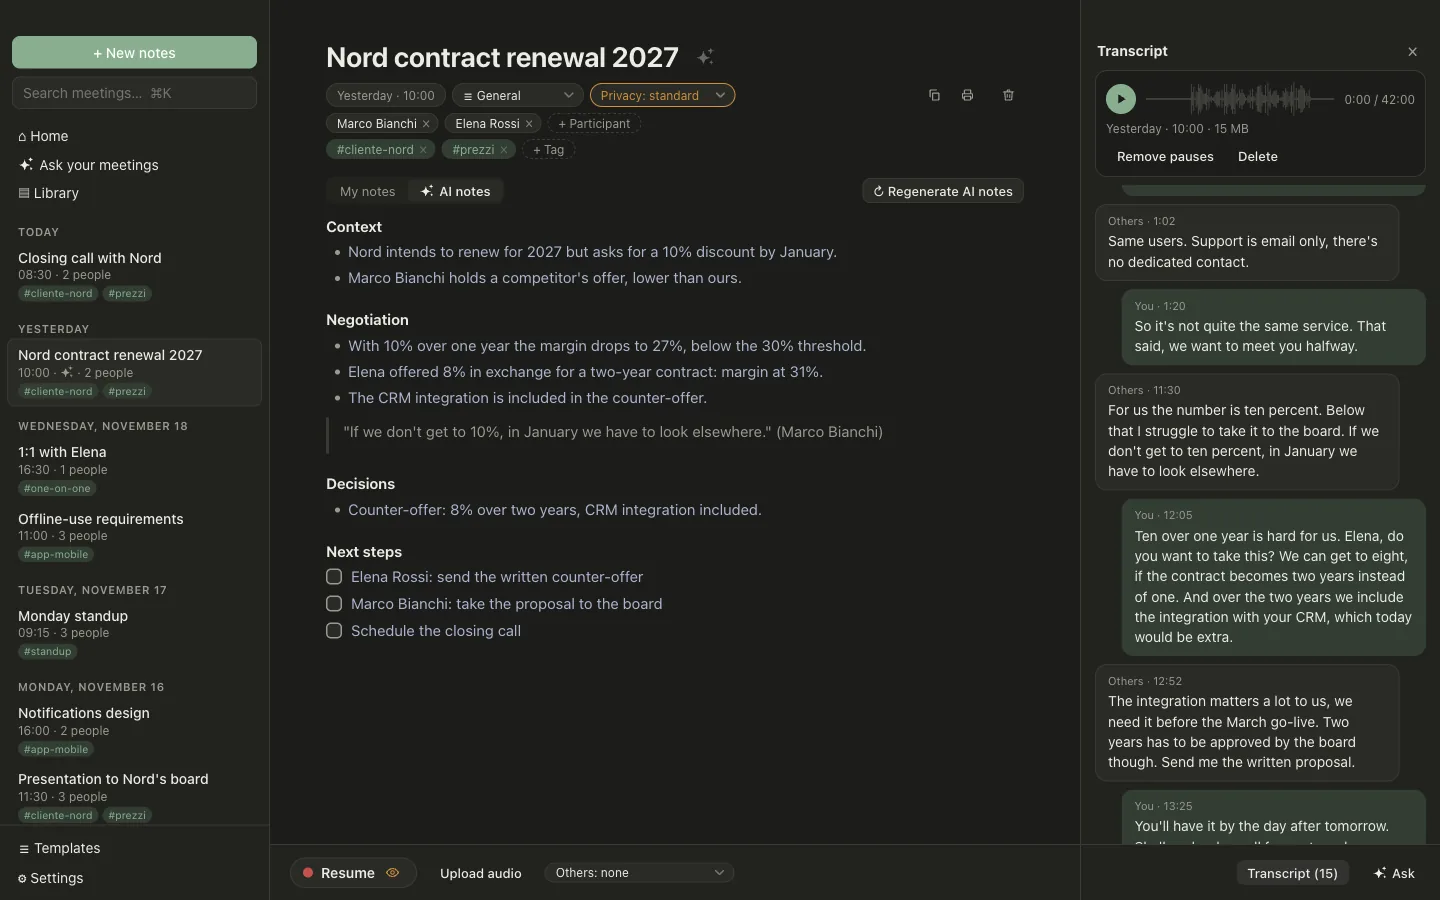 + New notes
Search meetings... ⌘K
Home
Ask your meetings
Library
TODAY
Closing call with Nord
08:30 · 2 people
#cliente-nord #prezzi
YESTERDAY
Nord contract renewal 2027
10:00 · · 2 people
#cliente-nord #prezzi
WEDNESDAY, NOVEMBER 18
1:1 with Elena
16:30 · 1 people
#one-on-one
Offline-use requirements
11:00 · 3 people
#app-mobile
TUESDAY, NOVEMBER 17
Monday standup
09:15 · 3 people
#standup
MONDAY, NOVEMBER 16
Notifications design
16:00 · 2 people
#app-mobile
Presentation to Nord's board
11:30 · 3 people
#cliente-nord #prezzi
Templates
Settings
Nord contract renewal 2027
Yesterday · 10:00
General
Privacy: standard
Marco Bianchi × Elena Rossi × + Participant
#cliente-nord × #prezzi × + Tag
My notes AI notes
Regenerate AI notes
Context
• Nord intends to renew for 2027 but asks for a 10% discount by January.
• Marco Bianchi holds a competitor's offer, lower than ours.
Negotiation
• With 10% over one year the margin drops to 27%, below the 30% threshold.
• Elena offered 8% in exchange for a two-year contract: margin at 31%.
• The CRM integration is included in the counter-offer.
"If we don't get to 10%, in January we have to look elsewhere." (Marco Bianchi)
Decisions
• Counter-offer: 8% over two years, CRM integration included.
Next steps
Elena Rossi: send the written counter-offer
Marco Bianchi: take the proposal to the board
Schedule the closing call
Resume
Upload audio
Others: none
Transcript
0:00 / 42:00
Yesterday · 10:00 · 15 MB
Remove pauses Delete
Others · 1:02
Same users. Support is email only, there's
no dedicated contact.
You · 1:20
So it's not quite the same service. That
said, we want to meet you halfway.
Others · 11:30
For us the number is ten percent. Below
that I struggle to take it to the board. If we
don't get to ten percent, in January we
have to look elsewhere.
You · 12:05
Ten over one year is hard for us. Elena, do
you want to take this? We can get to eight,
if the contract becomes two years instead
of one. And over the two years we include
the integration with your CRM, which today
would be extra.
Others · 12:52
The integration matters a lot to us, we
need it before the March go-live. Two
years has to be approved by the board
though. Send me the written proposal.
You · 13:25
You'll have it by the day after tomorrow.
Transcript (15)
Ask